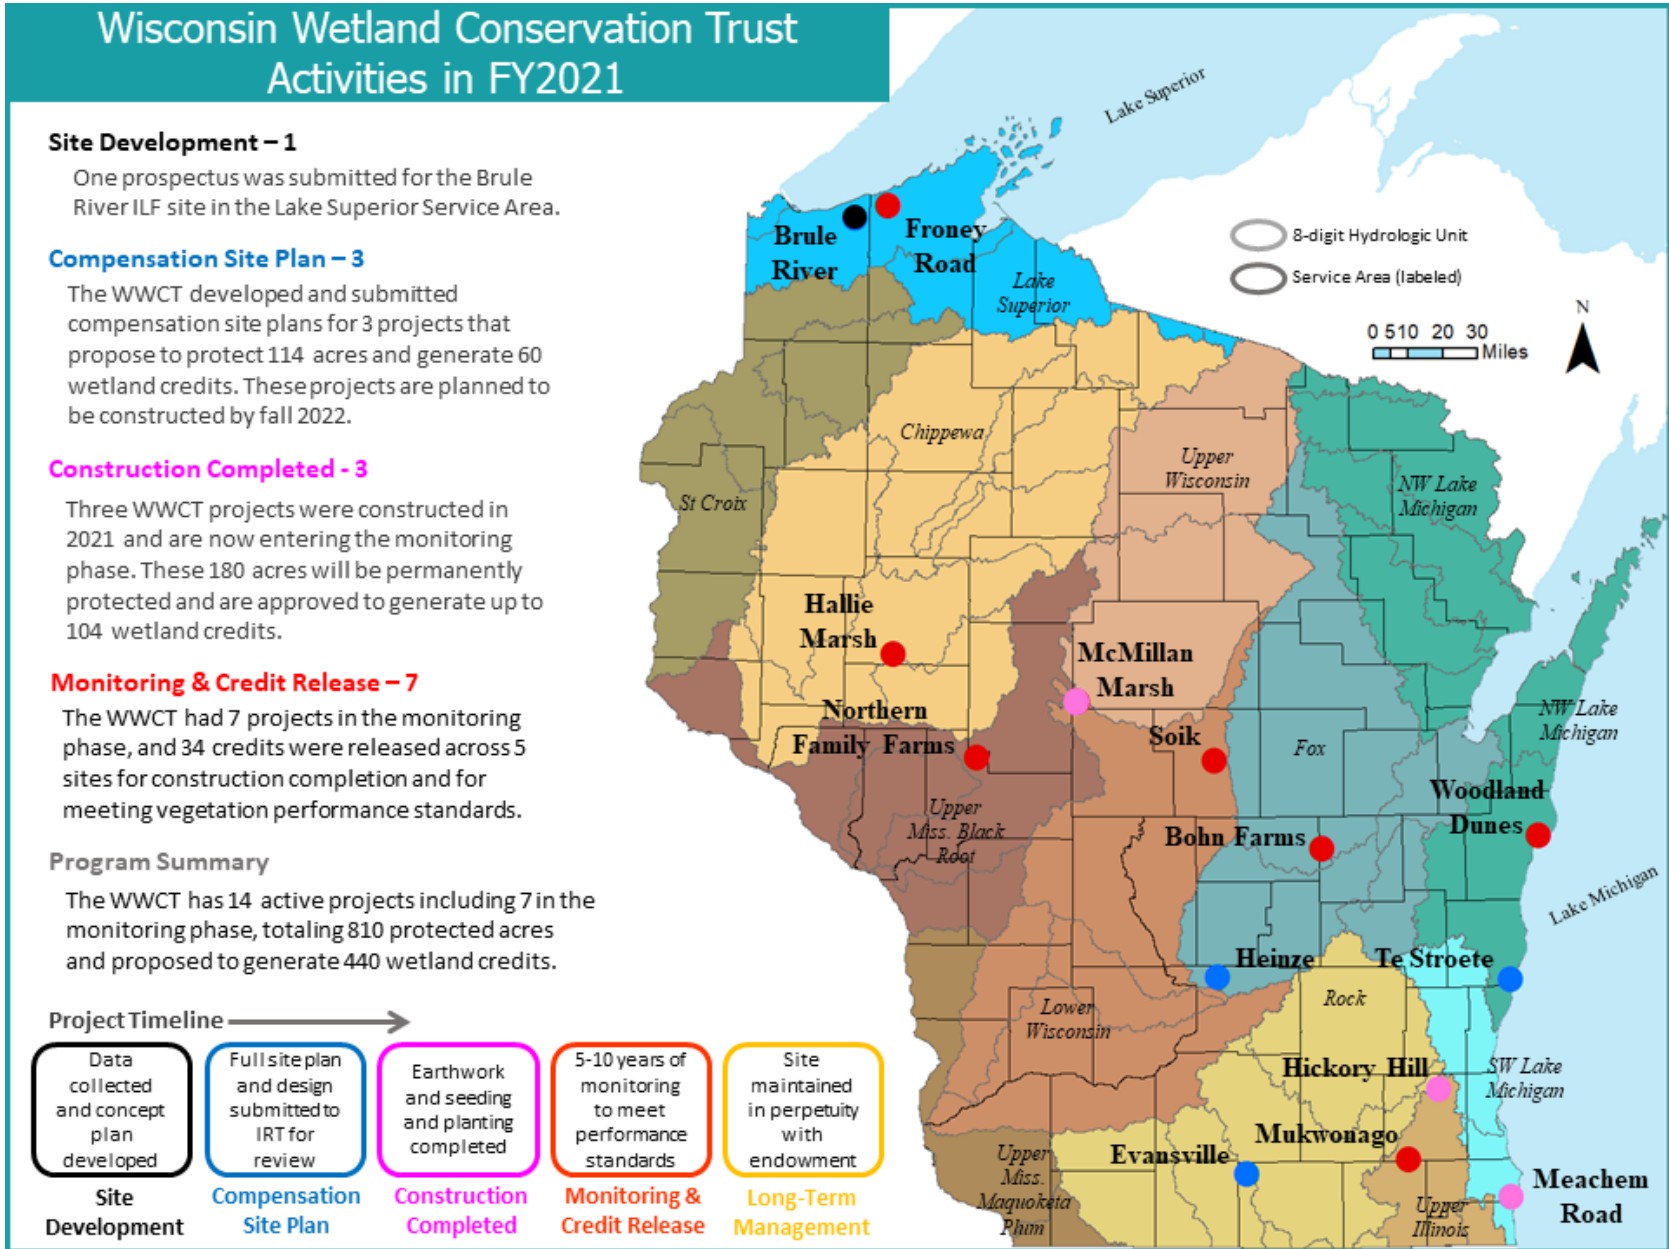 Wisconsin Wetland Conservation Trust
Activities in FY2021
Site Development – 1
One prospectus was submitted for the Brule
River ILF site in the Lake Superior Service Area.
Compensation Site Plan – 3
The WWCT developed and submitted
compensation site plans for 3 projects that
propose to protect 114 acres and generate 60
wetland credits. These projects are planned to
be constructed by fall 2022.
Construction Completed - 3
Three WWCT projects were constructed in
2021 and are now entering the monitoring
phase. These 180 acres will be permanently
protected and are approved to generate up to
104 wetland credits.
Monitoring & Credit Release – 7
The WWCT had 7 projects in the monitoring
phase, and 34 credits were released across 5
sites for construction completion and for
meeting vegetation performance standards.
Program Summary
The WWCT has 14 active projects including 7 in the
monitoring phase, totaling 810 protected acres
and proposed to generate 440 wetland credits.
Project Timeline
Data
collected
and concept
plan
developed
Site
Development
Full site plan
and design
submitted to
IRT for
review
Compensation
Site Plan
Earthwork
and seeding
and planting
completed
Construction
Completed
5-10 years of
monitoring
to meet
performance
standards
Monitoring &
Credit Release
Site
maintained
in perpetuity
with
endowment
Long-Term
Management
Lake Superior
8-digit Hydrologic Unit
Service Area (labeled)
N
0 5 10 20 30
Miles
Brule
River
Froney
Road
Lake
Superior
Chippewa
Upper
Wisconsin
NW Lake
Michigan
St Croix
Hallie
Marsh
McMillan
Marsh
Northern
Family Farms
Soik
Fox
NW Lake
Michigan
Woodland
Dunes
Upper
Miss. Black
Root
Bohn Farms
Lake Michigan
Heinze
Te Stroete
Rock
Lower
Wisconsin
Hickory Hill
SW Lake
Michigan
Mukwonago
Evansville
Upper
Miss.
Maquoketa
Plum
Upper
Illinois
Meachem
Road